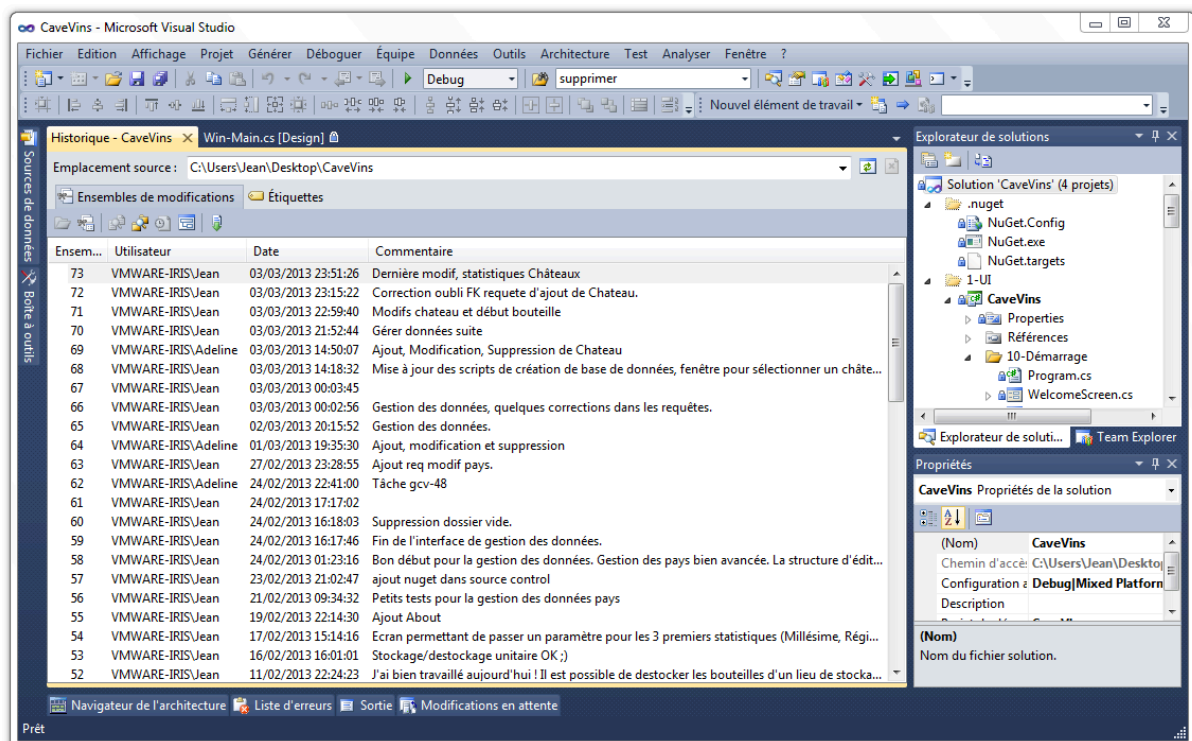 CaveVins - Microsoft Visual Studio
Fichier Edition Affichage Projet Générer Déboguer Équipe Données Outils Architecture Test Analyser Fenêtre ?
Debug supprimer
Nouvel élément de travail
Historique - CaveVins Win-Main.cs [Design]
Emplacement source : C:\Users\Jean\Desktop\CaveVins
Ensembles de modifications Étiquettes
Ensem... Utilisateur Date Commentaire
73 VMWARE-IRIS\Jean 03/03/2013 23:51:26 Dernière modif, statistiques Châteaux
72 VMWARE-IRIS\Jean 03/03/2013 23:15:22 Correction oubli FK requete d'ajout de Chateau.
71 VMWARE-IRIS\Jean 03/03/2013 22:59:40 Modifs chateau et début bouteille
70 VMWARE-IRIS\Jean 03/03/2013 21:52:44 Gérer données suite
69 VMWARE-IRIS\Adeline 03/03/2013 14:50:07 Ajout, Modification, Suppression de Chateau
68 VMWARE-IRIS\Jean 03/03/2013 14:18:32 Mise à jour des scripts de création de base de données, fenêtre pour sélectionner un châte...
67 VMWARE-IRIS\Jean 03/03/2013 00:03:45
66 VMWARE-IRIS\Jean 03/03/2013 00:02:56 Gestion des données, quelques corrections dans les requêtes.
65 VMWARE-IRIS\Jean 02/03/2013 20:15:52 Gestion des données.
64 VMWARE-IRIS\Adeline 01/03/2013 19:35:30 Ajout, modification et suppression
63 VMWARE-IRIS\Jean 27/02/2013 23:28:55 Ajout req modif pays.
62 VMWARE-IRIS\Adeline 24/02/2013 22:41:00 Tâche gcv-48
61 VMWARE-IRIS\Jean 24/02/2013 17:17:02
60 VMWARE-IRIS\Jean 24/02/2013 16:18:03 Suppression dossier vide.
59 VMWARE-IRIS\Jean 24/02/2013 16:17:46 Fin de l'interface de gestion des données.
58 VMWARE-IRIS\Jean 24/02/2013 01:23:16 Bon début pour la gestion des données. Gestion des pays bien avancée. La structure d'édit...
57 VMWARE-IRIS\Jean 23/02/2013 21:02:47 ajout nuget dans source control
56 VMWARE-IRIS\Jean 21/02/2013 09:34:32 Petits tests pour la gestion des données pays
55 VMWARE-IRIS\Jean 19/02/2013 22:14:30 Ajout About
54 VMWARE-IRIS\Jean 17/02/2013 15:14:16 Ecran permettant de passer un paramètre pour les 3 premiers statistiques (Millésime, Régi...
53 VMWARE-IRIS\Jean 16/02/2013 16:01:01 Stockage/destockage unitaire OK ;)
52 VMWARE-IRIS\Jean 11/02/2013 22:24:23 J'ai bien travaillé aujourd'hui ! Il est possible de destocker les bouteilles d'un lieu de stocka...
Sources de données
Boîte à outils
Explorateur de solutions
Solution 'CaveVins' (4 projets)
.nuget
NuGet.Config
NuGet.exe
NuGet.targets
1-UI
CaveVins
Properties
Références
10-Démarrage
Program.cs
WelcomeScreen.cs
Explorateur de soluti... Team Explorer
Propriétés
CaveVins Propriétés de la solution
(Nom) CaveVins
Chemin d'accè: C:\Users\Jean\Deskto
Configuration a Debug|Mixed Platforn
Description
(Nom)
Nom du fichier solution.
Navigateur de l'architecture Liste d'erreurs Sortie Modifications en attente
Prêt